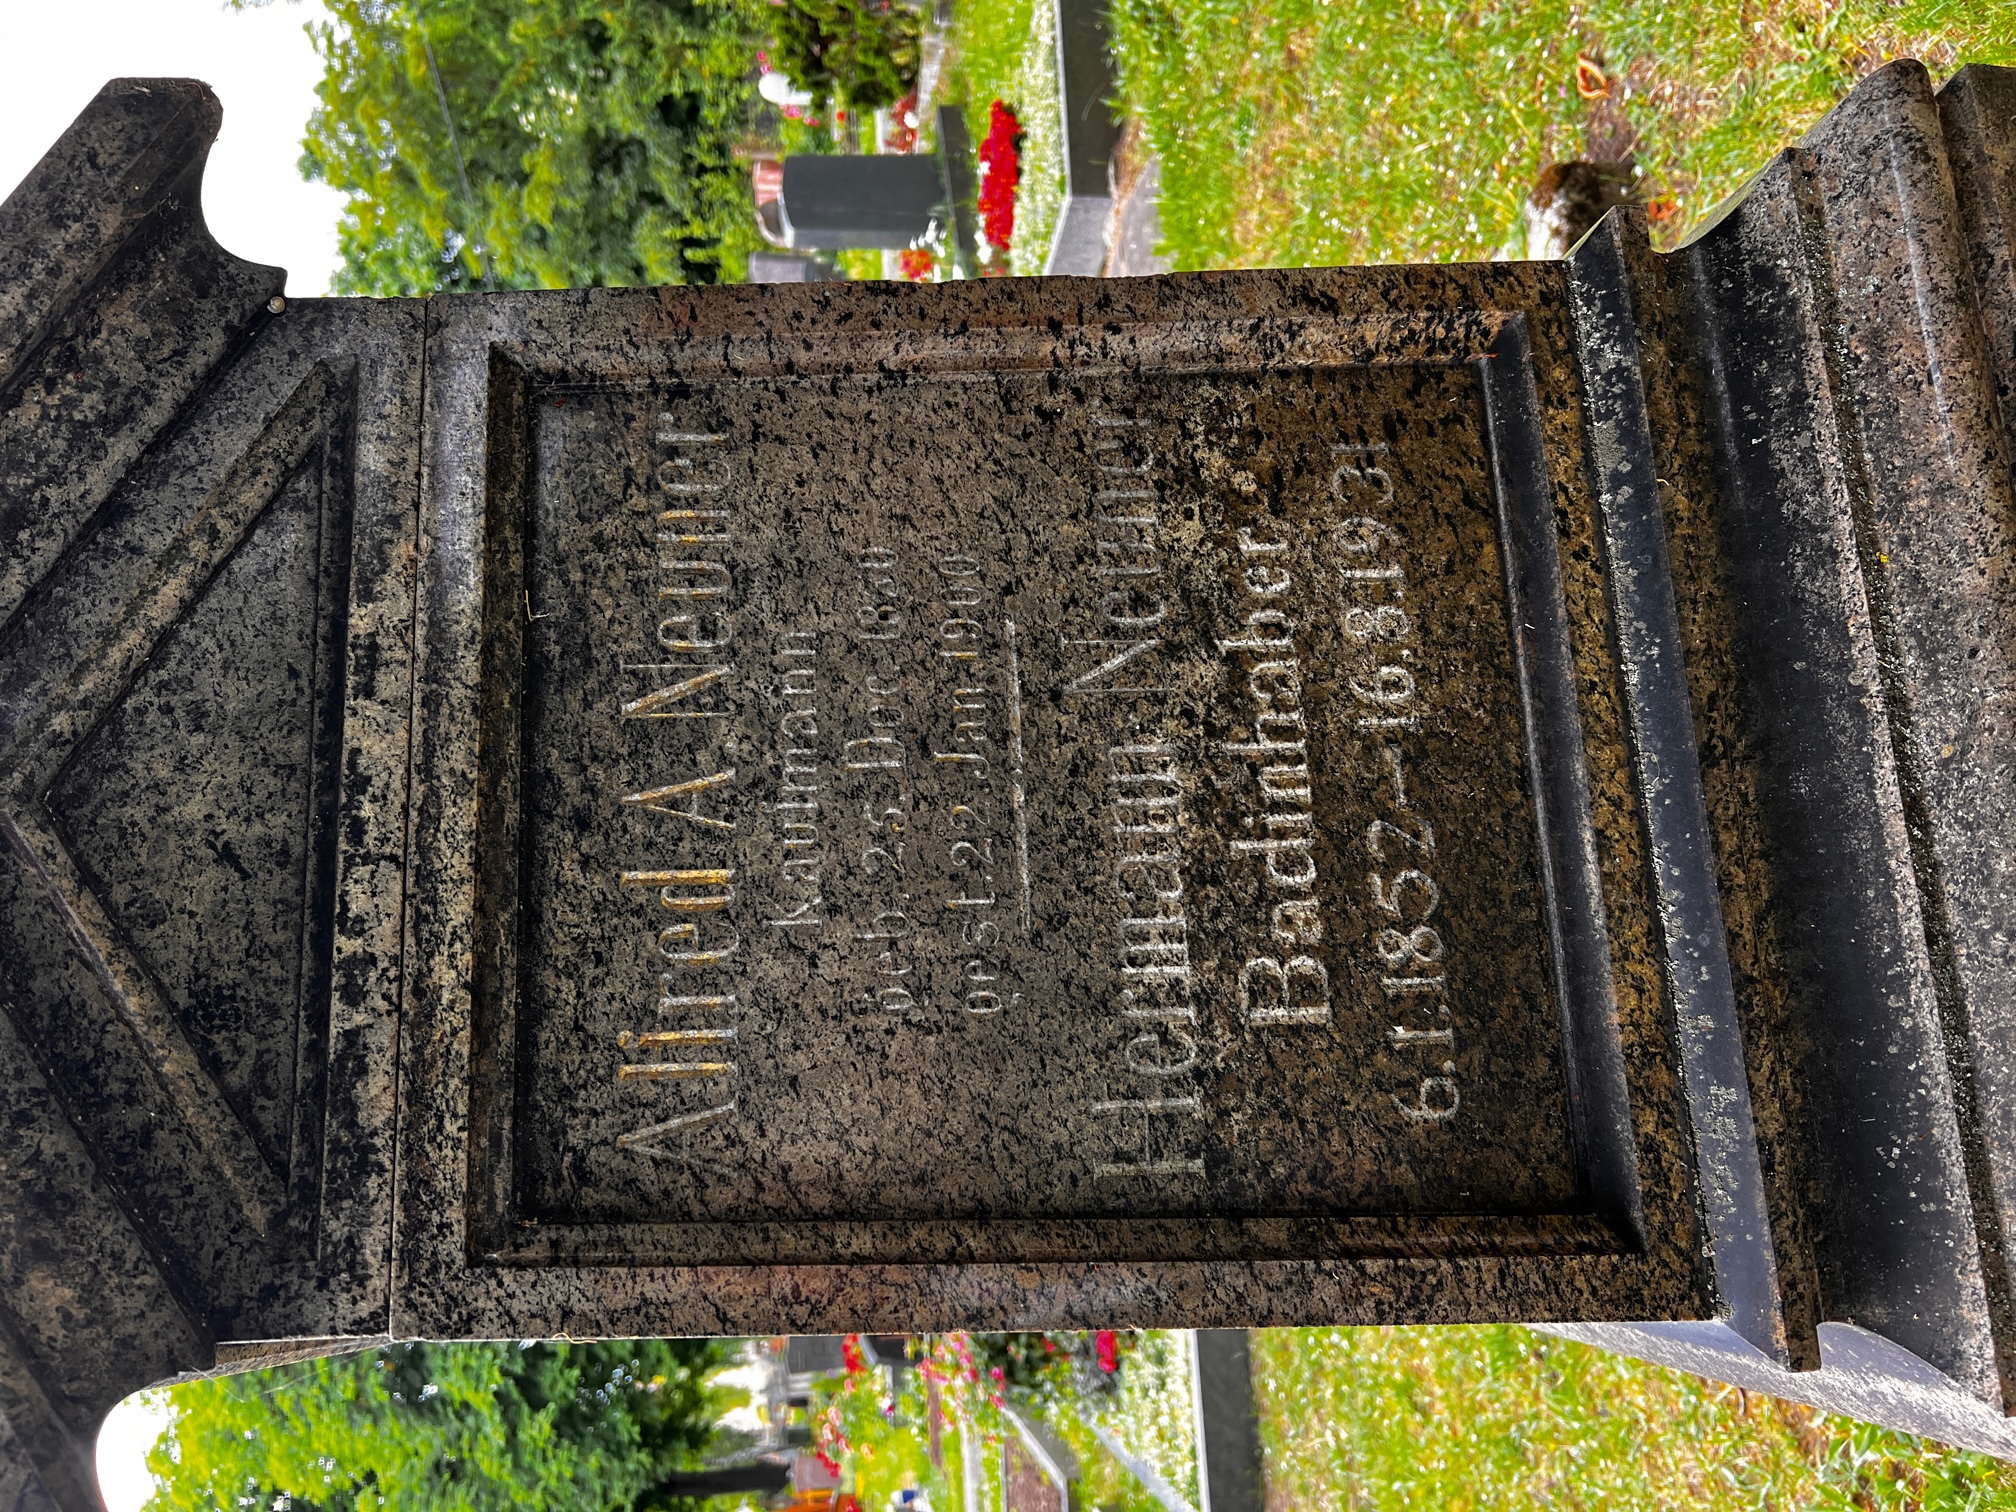 Alfred A. Neuner
Kaufmann
geb. 25. Dec. 1830
gest. 22. Jan. 1900
Hermann Neuner
Badinhaber
6.1.1852–16.8.1931